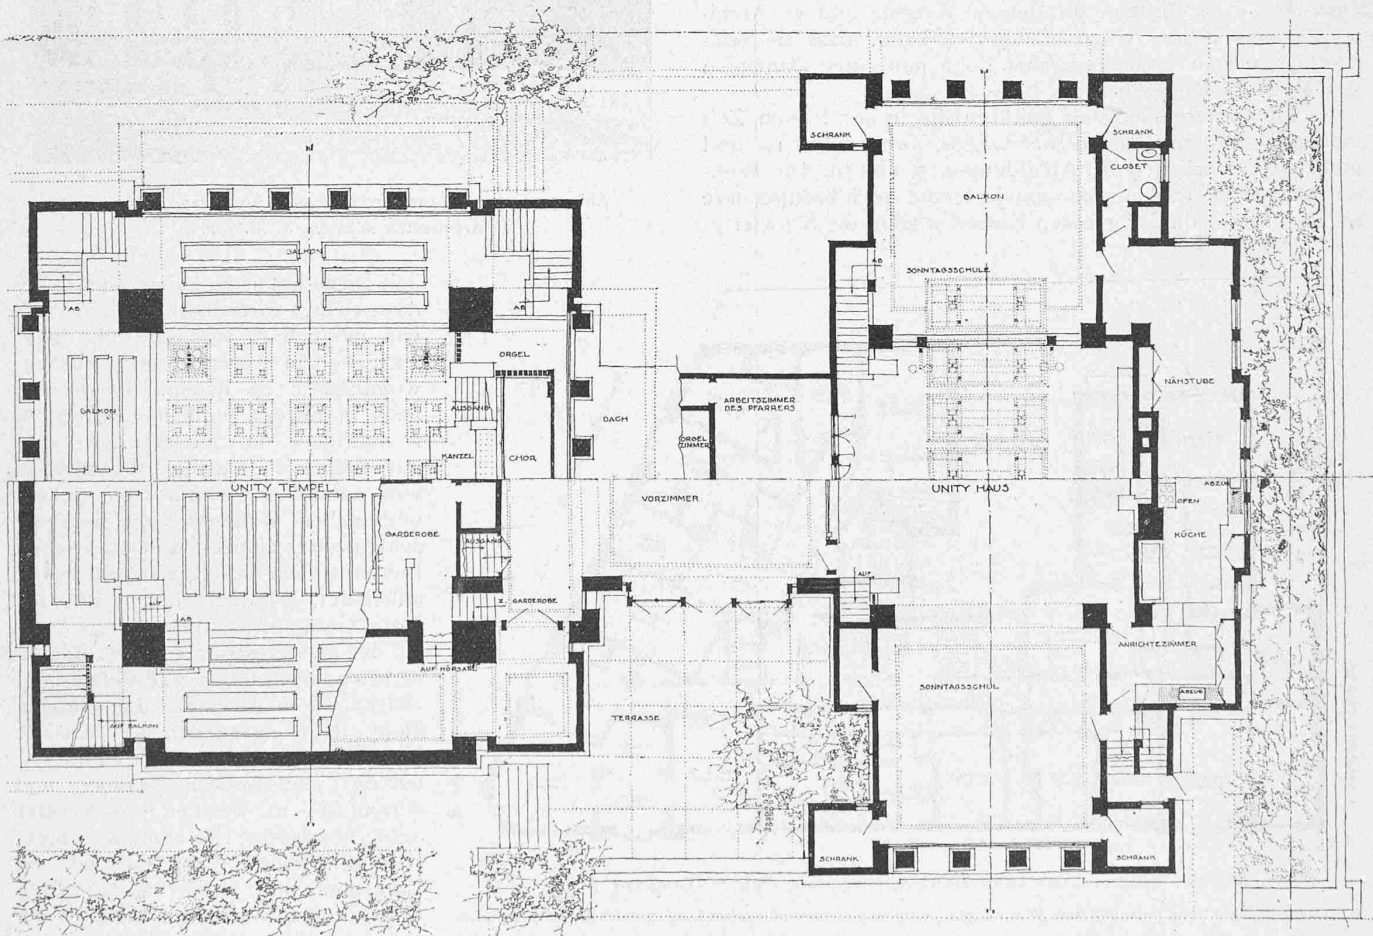 SCHRANK
SCHRANK
CLOSET
BALKON
BALKON
AB
SONNTAGSSCHULE
AB
AB
ORGEL
NÄHSTUBE
BALKON
AUSGANG
DACH
ARBEITSZIMMER
DES PFARRERS
ORGEL
ZIMMER
KANZEL
CHOR
UNITY TEMPEL
VORZIMMER
UNITY HAUS
ABZUG
OFEN
GARDEROBE
AUSGANG
KÜCHE
AUF
AUF
Z. GARDEROBE
AB
AUF HÖRSAAL
ANRICHTEZIMMER
SONNTAGSSCHUL
ABZUG
AUF BALKON
TERRASSE
SCHRANK
SCHRANK